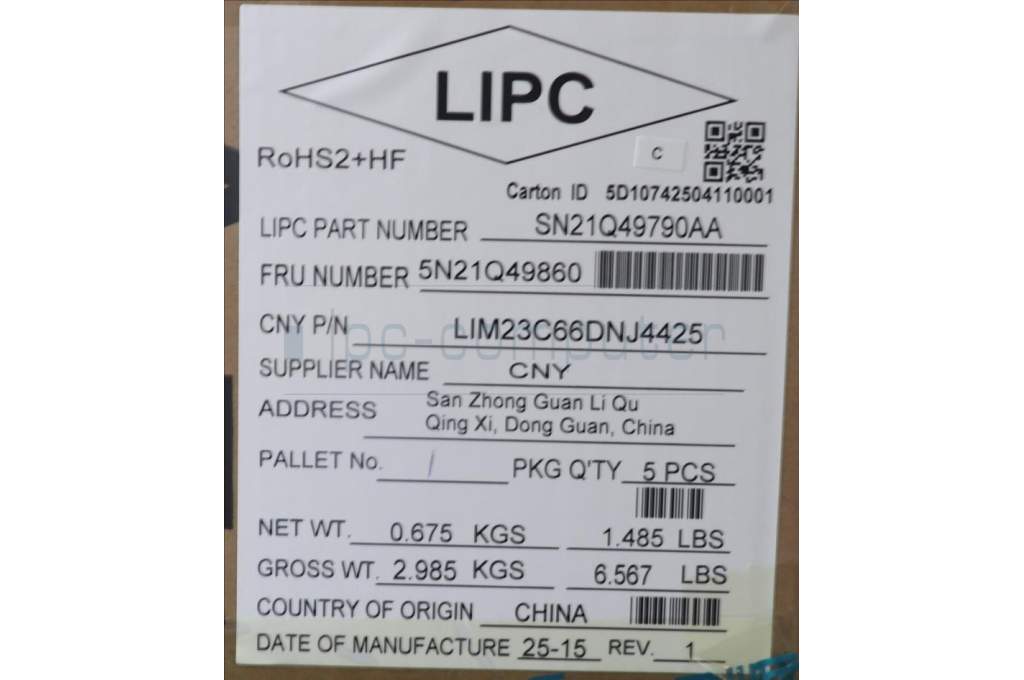 LIPC
RoHS2+HF
C
Carton ID 5D10742504110001
LIPC PART NUMBER SN21Q49790AA
FRU NUMBER 5N21Q49860
CNY P/N LIM23C66DNJ4425
ipc-computer
SUPPLIER NAME CNY
ADDRESS San Zhong Guan Li Qu
Qing Xi, Dong Guan, China
PALLET No. / PKG Q'TY 5 PCS
NET WT. 0.675 KGS 1.485 LBS
GROSS WT. 2.985 KGS 6.567 LBS
COUNTRY OF ORIGIN CHINA
DATE OF MANUFACTURE 25-15 REV. 1